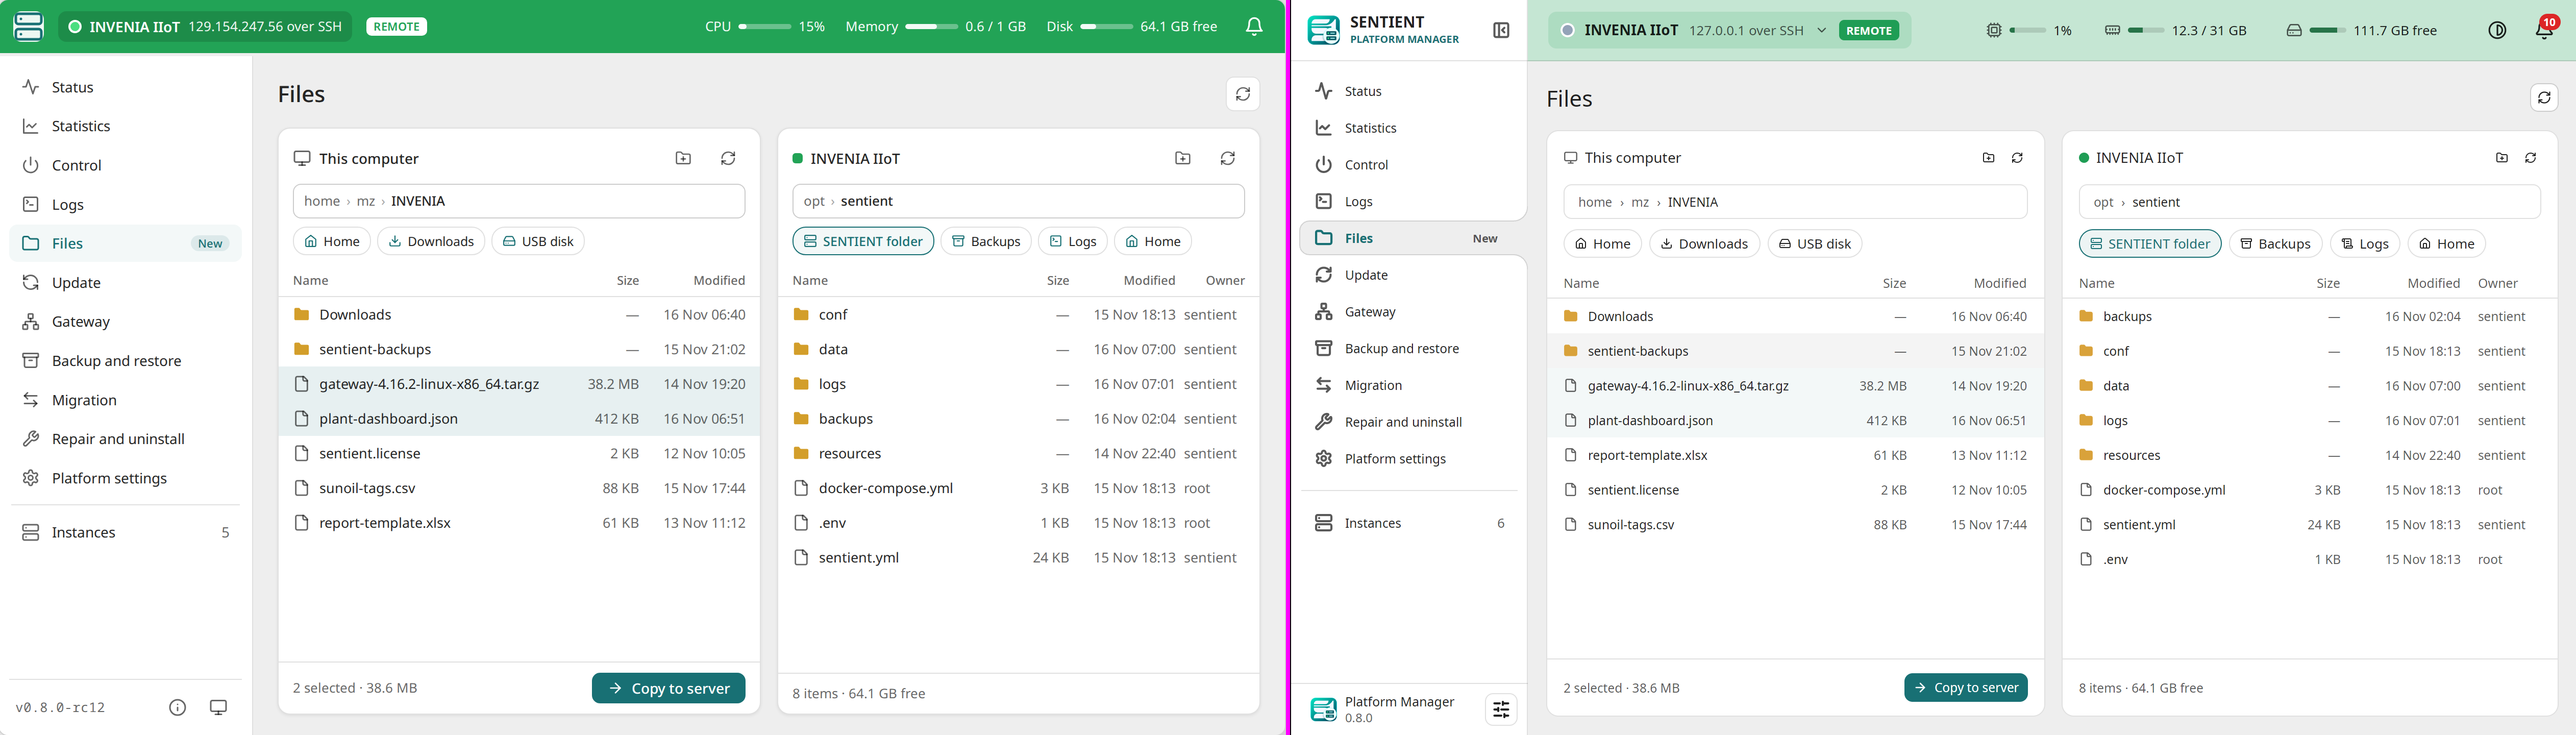 INVENIA IIoT 129.154.247.56 over SSH REMOTE CPU 15% Memory 0.6 / 1 GB Disk 64.1 GB free
Status
Statistics
Control
Logs
Files New
Update
Gateway
Backup and restore
Migration
Repair and uninstall
Platform settings
Instances 5
v0.8.0-rc12
Files
This computer
home › mz › INVENIA
Home Downloads USB disk
Name Size Modified
Downloads — 16 Nov 06:40
sentient-backups — 15 Nov 21:02
gateway-4.16.2-linux-x86_64.tar.gz 38.2 MB 14 Nov 19:20
plant-dashboard.json 412 KB 16 Nov 06:51
sentient.license 2 KB 12 Nov 10:05
sunoil-tags.csv 88 KB 15 Nov 17:44
report-template.xlsx 61 KB 13 Nov 11:12
2 selected · 38.6 MB Copy to server
INVENIA IIoT
opt › sentient
SENTIENT folder Backups Logs Home
Name Size Modified Owner
conf — 15 Nov 18:13 sentient
data — 16 Nov 07:00 sentient
logs — 16 Nov 07:01 sentient
backups — 16 Nov 02:04 sentient
resources — 14 Nov 22:40 sentient
docker-compose.yml 3 KB 15 Nov 18:13 root
.env 1 KB 15 Nov 18:13 root
sentient.yml 24 KB 15 Nov 18:13 sentient
8 items · 64.1 GB free
SENTIENT
PLATFORM MANAGER
INVENIA IIoT 127.0.0.1 over SSH REMOTE 1% 12.3 / 31 GB 111.7 GB free 10
Status
Statistics
Control
Logs
Files New
Update
Gateway
Backup and restore
Migration
Repair and uninstall
Platform settings
Instances 6
Platform Manager
0.8.0
Files
This computer
home › mz › INVENIA
Home Downloads USB disk
Name Size Modified
Downloads — 16 Nov 06:40
sentient-backups — 15 Nov 21:02
gateway-4.16.2-linux-x86_64.tar.gz 38.2 MB 14 Nov 19:20
plant-dashboard.json 412 KB 16 Nov 06:51
report-template.xlsx 61 KB 13 Nov 11:12
sentient.license 2 KB 12 Nov 10:05
sunoil-tags.csv 88 KB 15 Nov 17:44
2 selected · 38.6 MB Copy to server
INVENIA IIoT
opt › sentient
SENTIENT folder Backups Logs Home
Name Size Modified Owner
backups — 16 Nov 02:04 sentient
conf — 15 Nov 18:13 sentient
data — 16 Nov 07:00 sentient
logs — 16 Nov 07:01 sentient
resources — 14 Nov 22:40 sentient
docker-compose.yml 3 KB 15 Nov 18:13 root
sentient.yml 24 KB 15 Nov 18:13 sentient
.env 1 KB 15 Nov 18:13 root
8 items · 64.1 GB free